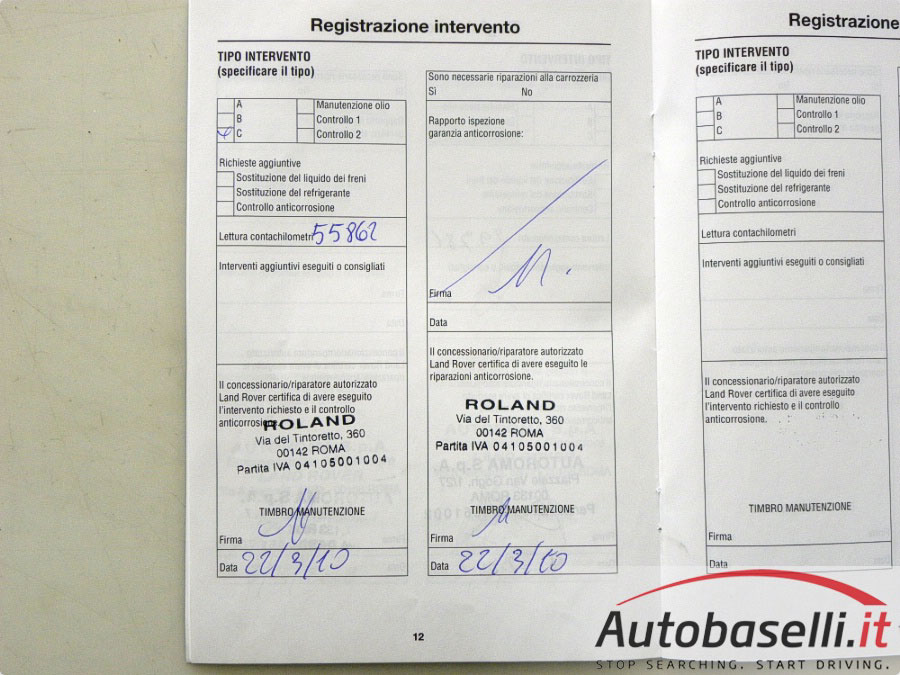 Registrazione intervento
TIPO INTERVENTO
(specificare il tipo)
A
B
C
Manutenzione olio
Controllo 1
Controllo 2
Richieste aggiuntive
Sostituzione del liquido dei freni
Sostituzione del refrigerante
Controllo anticorrosione
Lettura contachilometri 55862
Interventi aggiuntivi eseguiti o consigliati
Il concessionario/riparatore autorizzato
Land Rover certifica di avere eseguito
l'intervento richiesto e il controllo
anticorrosione.
ROLAND
Via del Tintoretto, 360
00142 ROMA
Partita IVA 04105001004
TIMBRO MANUTENZIONE
Firma
Data 22/3/10
Sono necessarie riparazioni alla carrozzeria
Sì No
Rapporto ispezione
garanzia anticorrosione:
Firma
Data
Il concessionario/riparatore autorizzato
Land Rover certifica di avere eseguito le
riparazioni anticorrosione.
ROLAND
Via del Tintoretto, 360
00142 ROMA
Partita IVA 04105001004
TIMBRO MANUTENZIONE
Firma
Data 22/3/10
12
Registrazione
TIPO INTERVENTO
(specificare il tipo)
A
B
C
Manutenzione olio
Controllo 1
Controllo 2
Richieste aggiuntive
Sostituzione del liquido dei freni
Sostituzione del refrigerante
Controllo anticorrosione
Lettura contachilometri
Interventi aggiuntivi eseguiti o consigliati
Il concessionario/riparatore autorizzato
Land Rover certifica di avere eseguito
l'intervento richiesto e il controllo
anticorrosione.
TIMBRO MANUTENZIONE
Firma
Data
Autobaselli.it
STOP SEARCHING. START DRIVING.